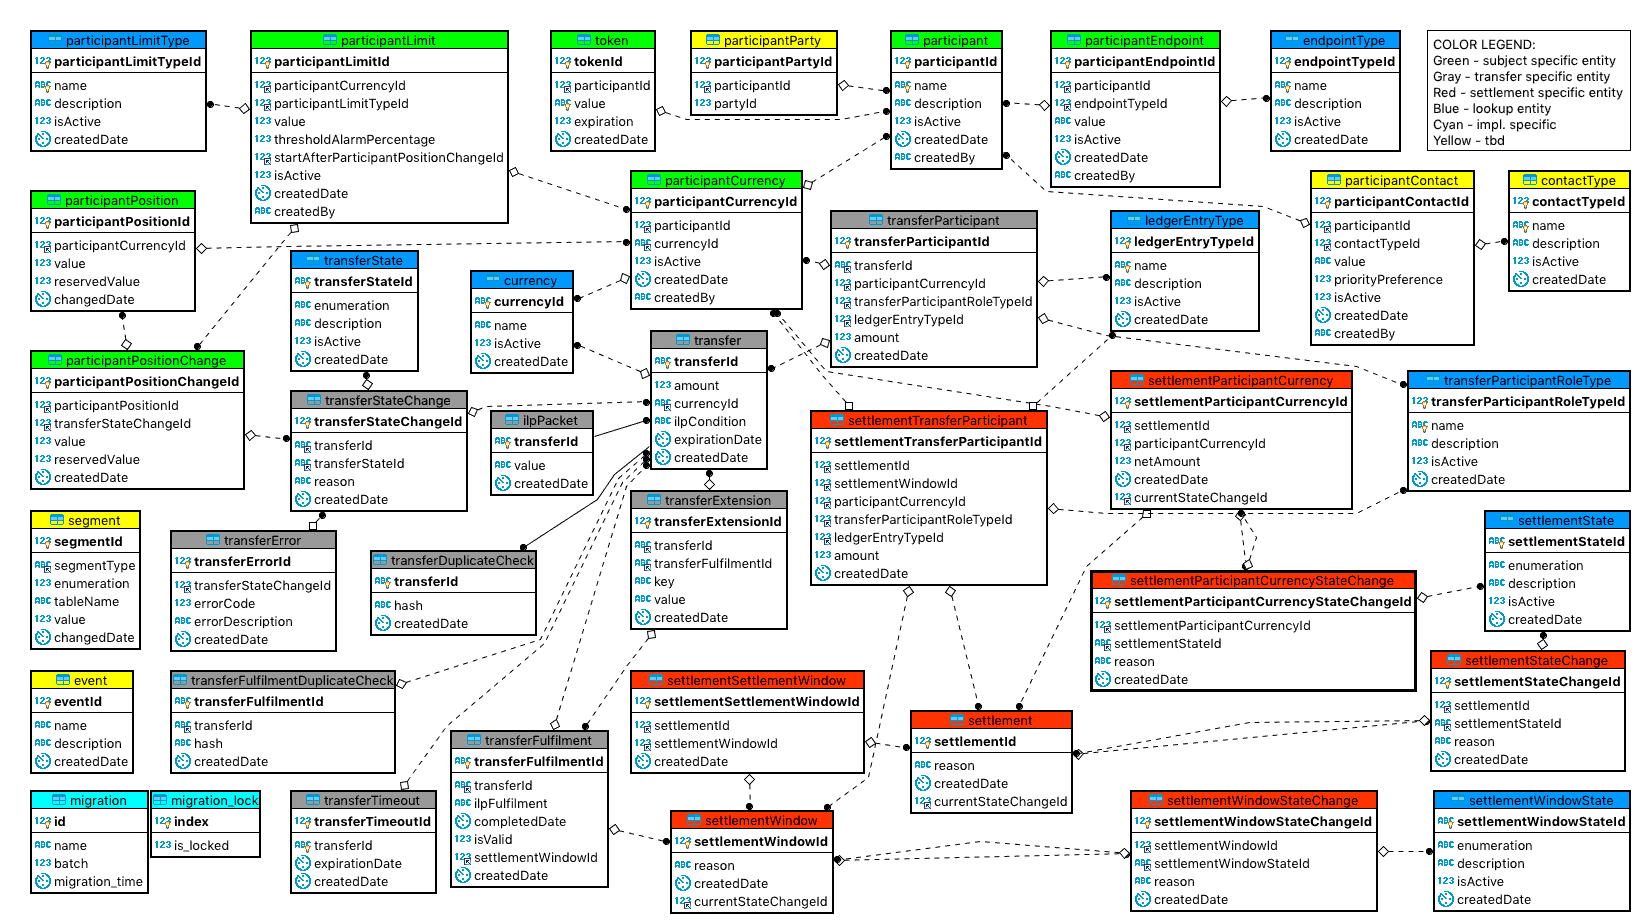 participantLimitType
participantLimitTypeId
name
description
isActive
createdDate
participantLimit
participantLimitId
participantCurrencyId
participantLimitTypeId
value
thresholdAlarmPercentage
startAfterParticipantPositionChangeId
isActive
createdDate
createdBy
token
tokenId
participantId
value
expiration
createdDate
participantParty
participantPartyId
participantId
partyId
participant
participantId
name
description
isActive
createdDate
createdBy
participantEndpoint
participantEndpointId
participantId
endpointTypeId
value
isActive
createdDate
createdBy
endpointType
endpointTypeId
name
description
isActive
createdDate
COLOR LEGEND:
Green - subject specific entity
Gray - transfer specific entity
Red - settlement specific entity
Blue - lookup entity
Cyan - impl. specific
Yellow - tbd
participantPosition
participantPositionId
participantCurrencyId
value
reservedValue
changedDate
participantCurrency
participantCurrencyId
participantId
currencyId
isActive
createdDate
createdBy
participantContact
participantContactId
participantId
contactTypeId
value
priorityPreference
isActive
createdDate
createdBy
contactType
contactTypeId
name
description
isActive
createdDate
transferState
transferStateId
enumeration
description
isActive
createdDate
currency
currencyId
name
isActive
createdDate
transferParticipant
transferParticipantId
transferId
participantCurrencyId
transferParticipantRoleTypeId
ledgerEntryTypeId
amount
createdDate
ledgerEntryType
ledgerEntryTypeId
name
description
isActive
createdDate
participantPositionChange
participantPositionChangeId
participantPositionId
transferStateChangeId
value
reservedValue
createdDate
transferStateChange
transferStateChangeId
transferId
transferStateId
reason
createdDate
ilpPacket
transferId
value
createdDate
transfer
transferId
amount
currencyId
ilpCondition
expirationDate
createdDate
settlementTransferParticipant
settlementTransferParticipantId
settlementId
settlementWindowId
participantCurrencyId
transferParticipantRoleTypeId
ledgerEntryTypeId
amount
createdDate
settlementParticipantCurrency
settlementParticipantCurrencyId
settlementId
participantCurrencyId
netAmount
createdDate
currentStateChangeId
transferParticipantRoleType
transferParticipantRoleTypeId
name
description
isActive
createdDate
segment
segmentId
segmentType
enumeration
tableName
value
changedDate
transferError
transferErrorId
transferStateChangeId
errorCode
errorDescription
createdDate
transferDuplicateCheck
transferId
hash
createdDate
transferExtension
transferExtensionId
transferId
transferFulfilmentId
key
value
createdDate
settlementParticipantCurrencyStateChange
settlementParticipantCurrencyStateChangeId
settlementParticipantCurrencyId
settlementStateId
reason
createdDate
settlementState
settlementStateId
enumeration
description
isActive
createdDate
event
eventId
name
description
createdDate
transferFulfilmentDuplicateCheck
transferFulfilmentId
transferId
hash
createdDate
transferFulfilment
transferFulfilmentId
transferId
ilpFulfilment
completedDate
isValid
settlementWindowId
createdDate
settlementSettlementWindow
settlementSettlementWindowId
settlementId
settlementWindowId
createdDate
settlement
settlementId
reason
createdDate
currentStateChangeId
settlementStateChange
settlementStateChangeId
settlementId
settlementStateId
reason
createdDate
migration
id
name
batch
migration_time
migration_lock
index
is_locked
transferTimeout
transferTimeoutId
transferId
expirationDate
createdDate
settlementWindow
settlementWindowId
reason
createdDate
currentStateChangeId
settlementWindowStateChange
settlementWindowStateChangeId
settlementWindowId
settlementWindowStateId
reason
createdDate
settlementWindowState
settlementWindowStateId
enumeration
description
isActive
createdDate